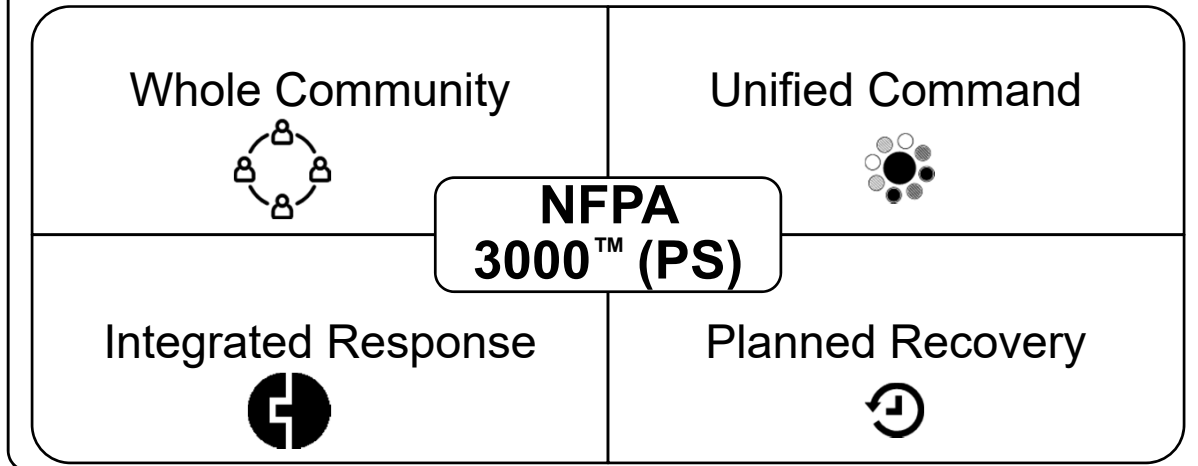 Whole Community
Unified Command
NFPA
3000™ (PS)
Integrated Response
Planned Recovery